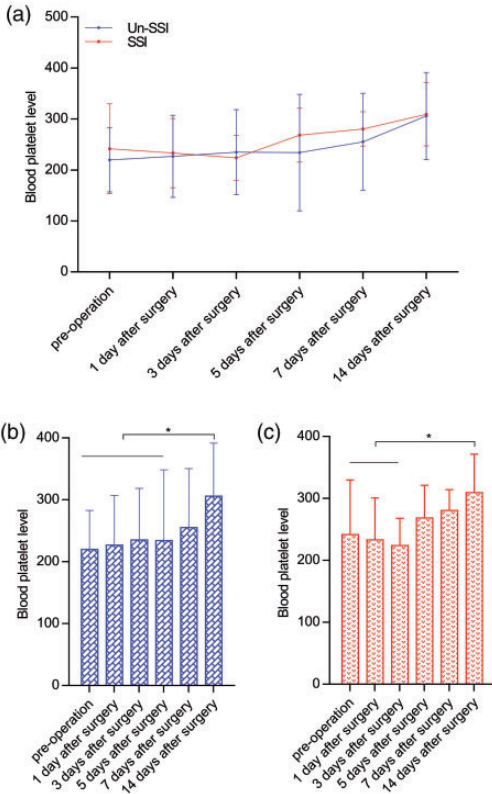 (a)
500
400
300
200
100
0
Blood platelet level
Un-SSI
SSI
pre-operation
1 day after surgery
3 days after surgery
5 days after surgery
7 days after surgery
14 days after surgery
(b)
*
400
300
200
100
0
Blood platelet level
pre-operation
1 day after surgery
3 days after surgery
5 days after surgery
7 days after surgery
14 days after surgery
(c)
*
400
300
200
100
0
Blood platelet level
pre-operation
1 day after surgery
3 days after surgery
5 days after surgery
7 days after surgery
14 days after surgery